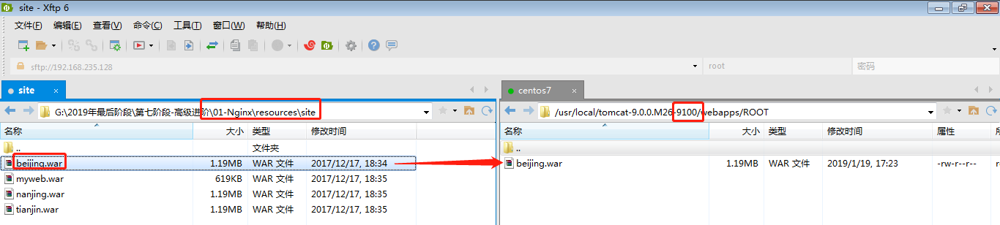 site - Xftp 6
文件(F) 编辑(E) 查看(V) 命令(C) 工具(T) 窗口(W) 帮助(H)
sftp://192.168.235.128 root 密码
site × centos7 ×
G:\2019年最后阶段\第七阶段-高级进阶\01-Nginx\resources\site /usr/local/tomcat-9.0.0.M26-9100/webapps/ROOT
名称 大小 类型 修改时间 名称 大小 类型 修改时间 属性
.. 文件夹 ..
beijing.war 1.19MB WAR 文件 2017/12/17, 18:34 beijing.war 1.19MB WAR 文件 2019/1/19, 17:23 -rw-r--r--
myweb.war 619KB WAR 文件 2017/12/17, 18:35
nanjing.war 1.19MB WAR 文件 2017/12/17, 18:35
tianjin.war 1.19MB WAR 文件 2017/12/17, 18:35